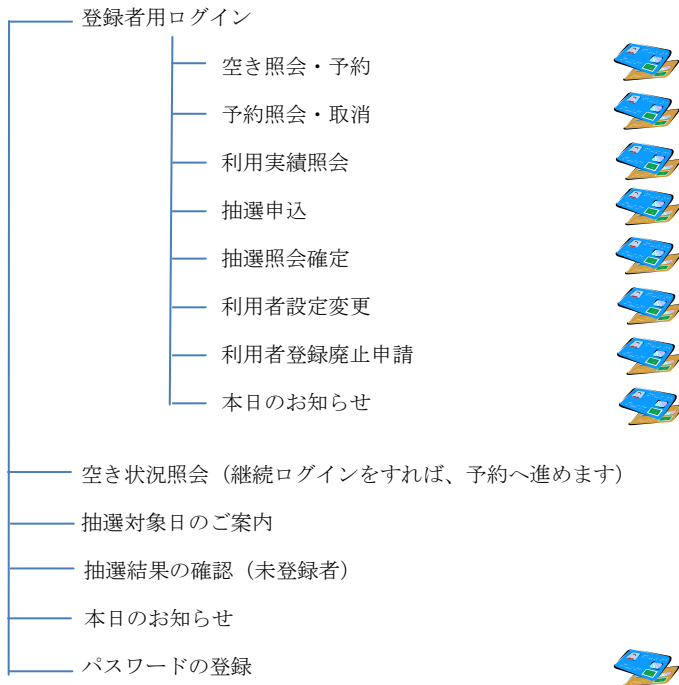 登録者用ログイン
空き照会・予約
予約照会・取消
利用実績照会
抽選申込
抽選照会確定
利用者設定変更
利用者登録廃止申請
本日のお知らせ
空き状況照会（継続ログインをすれば、予約へ進めます）
抽選対象日のご案内
抽選結果の確認（未登録者）
本日のお知らせ
パスワードの登録